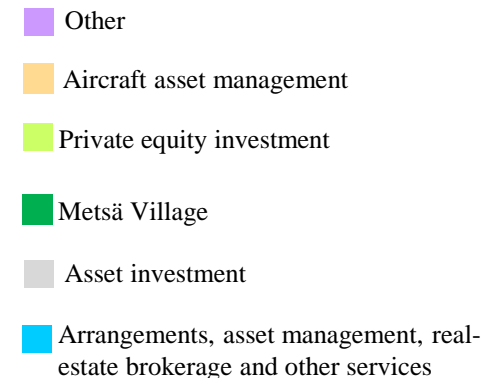 Other
Aircraft asset management
Private equity investment
Metsä Village
Asset investment
Arrangements, asset management, real-
estate brokerage and other services